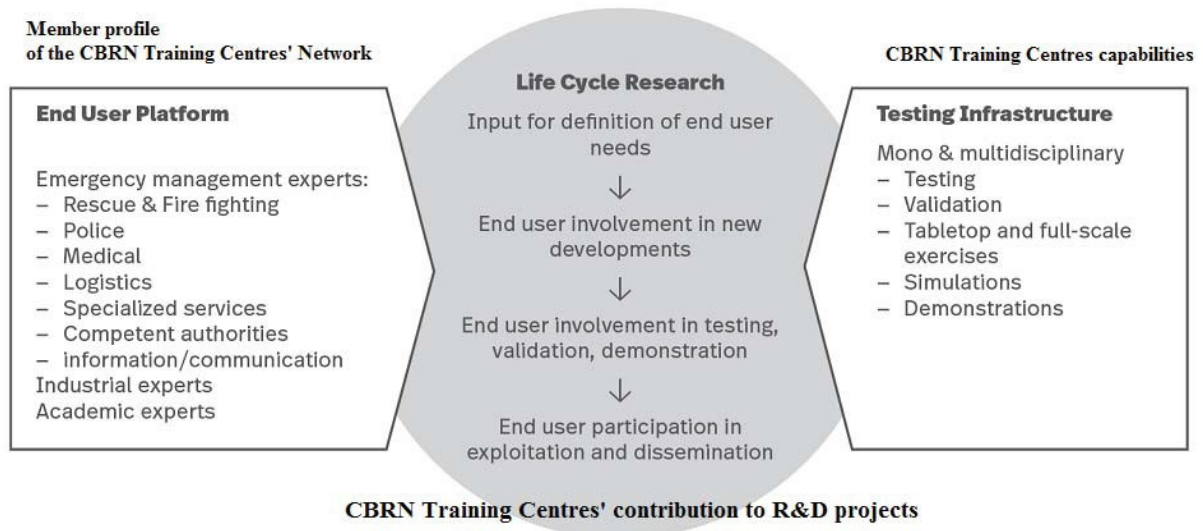 Member profile
of the CBRN Training Centres' Network
End User Platform
Emergency management experts:
– Rescue & Fire fighting
– Police
– Medical
– Logistics
– Specialized services
– Competent authorities
– information/communication
Industrial experts
Academic experts
Life Cycle Research
Input for definition of end user
needs
↓
End user involvement in new
developments
↓
End user involvement in testing,
validation, demonstration
↓
End user participation in
exploitation and dissemination
CBRN Training Centres capabilities
Testing Infrastructure
Mono & multidisciplinary
– Testing
– Validation
– Tabletop and full-scale
exercises
– Simulations
– Demonstrations
CBRN Training Centres' contribution to R&D projects